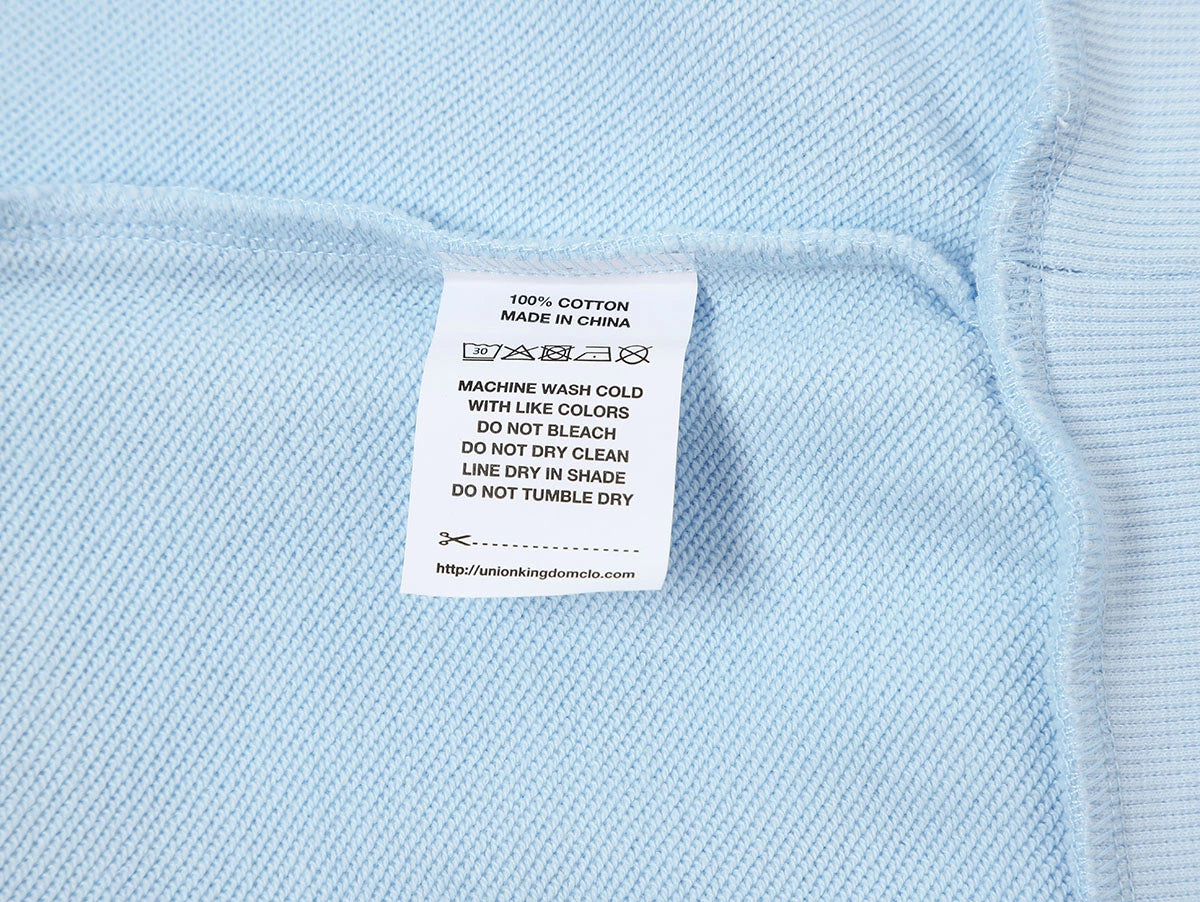 100% COTTON
MADE IN CHINA
30
MACHINE WASH COLD
WITH LIKE COLORS
DO NOT BLEACH
DO NOT DRY CLEAN
LINE DRY IN SHADE
DO NOT TUMBLE DRY
http://unionkingdomclo.com